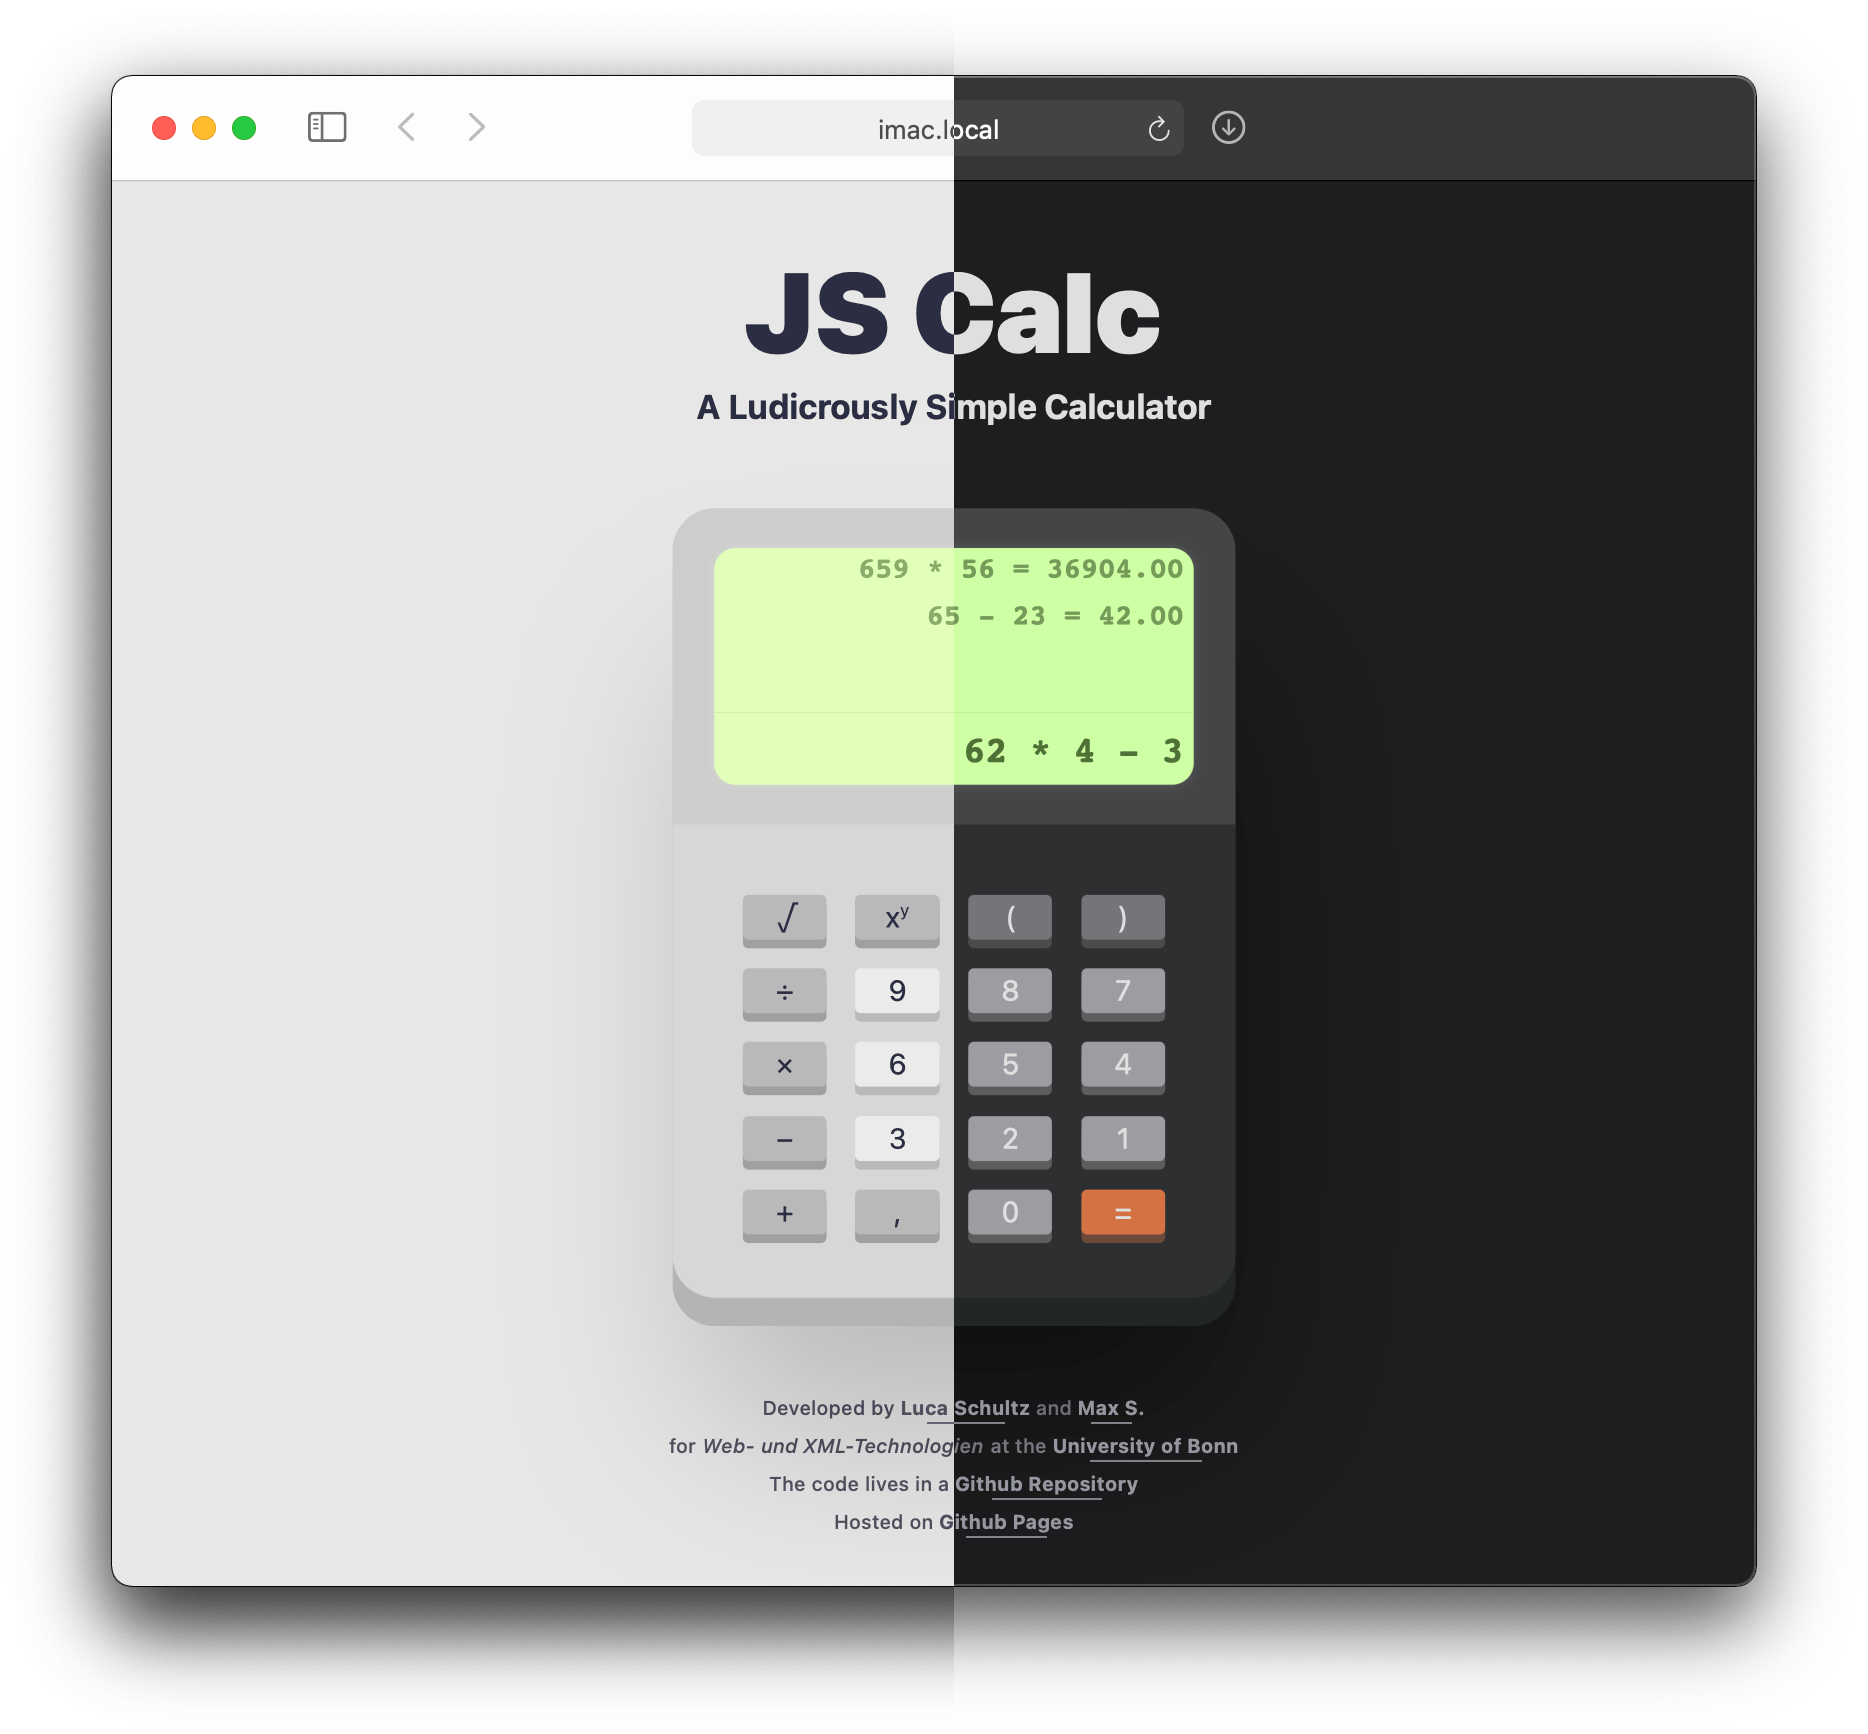 imac.local
JS Calc
A Ludicrously Simple Calculator
659 * 56 = 36904.00
65 - 23 = 42.00
62 * 4 - 3
√ xʸ ( )
÷ 9 8 7
× 6 5 4
− 3 2 1
+ , 0 =
Developed by Luca Schultz and Max S.
for Web- und XML-Technologien at the University of Bonn
The code lives in a Github Repository
Hosted on Github Pages